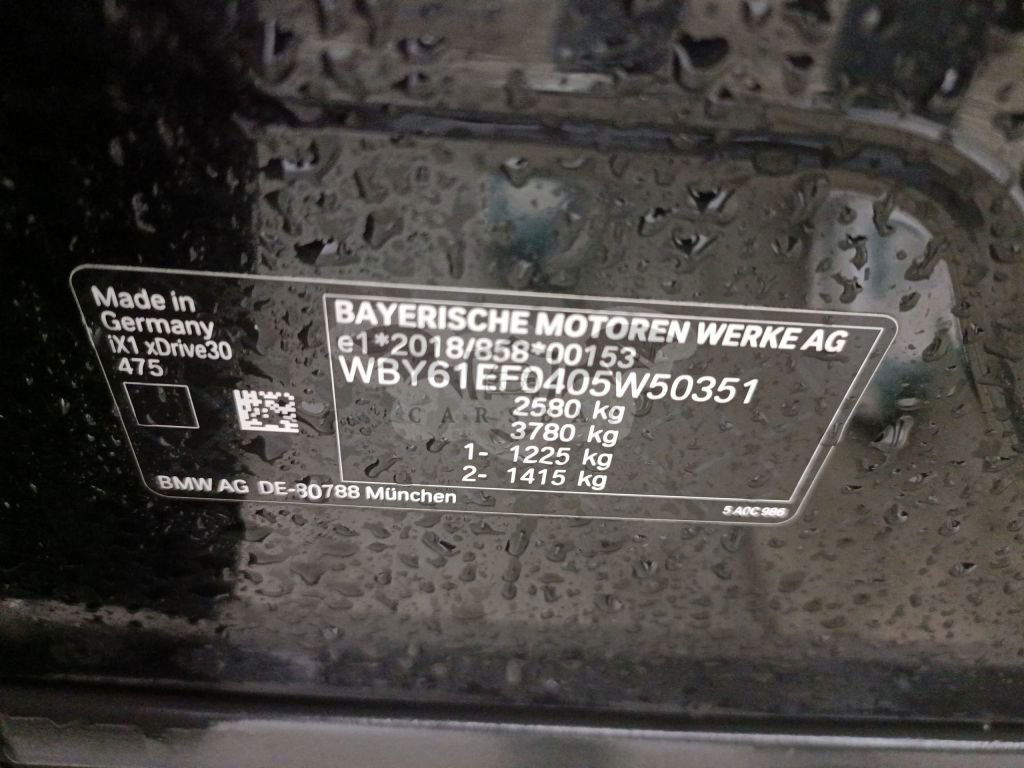 Made in
Germany
iX1 xDrive30
475
BAYERISCHE MOTOREN WERKE AG
e1*2018/858*00153
WBY61EF0405W50351
2580 kg
3780 kg
1- 1225 kg
2- 1415 kg
BMW AG DE-80788 München
5 A0C 986